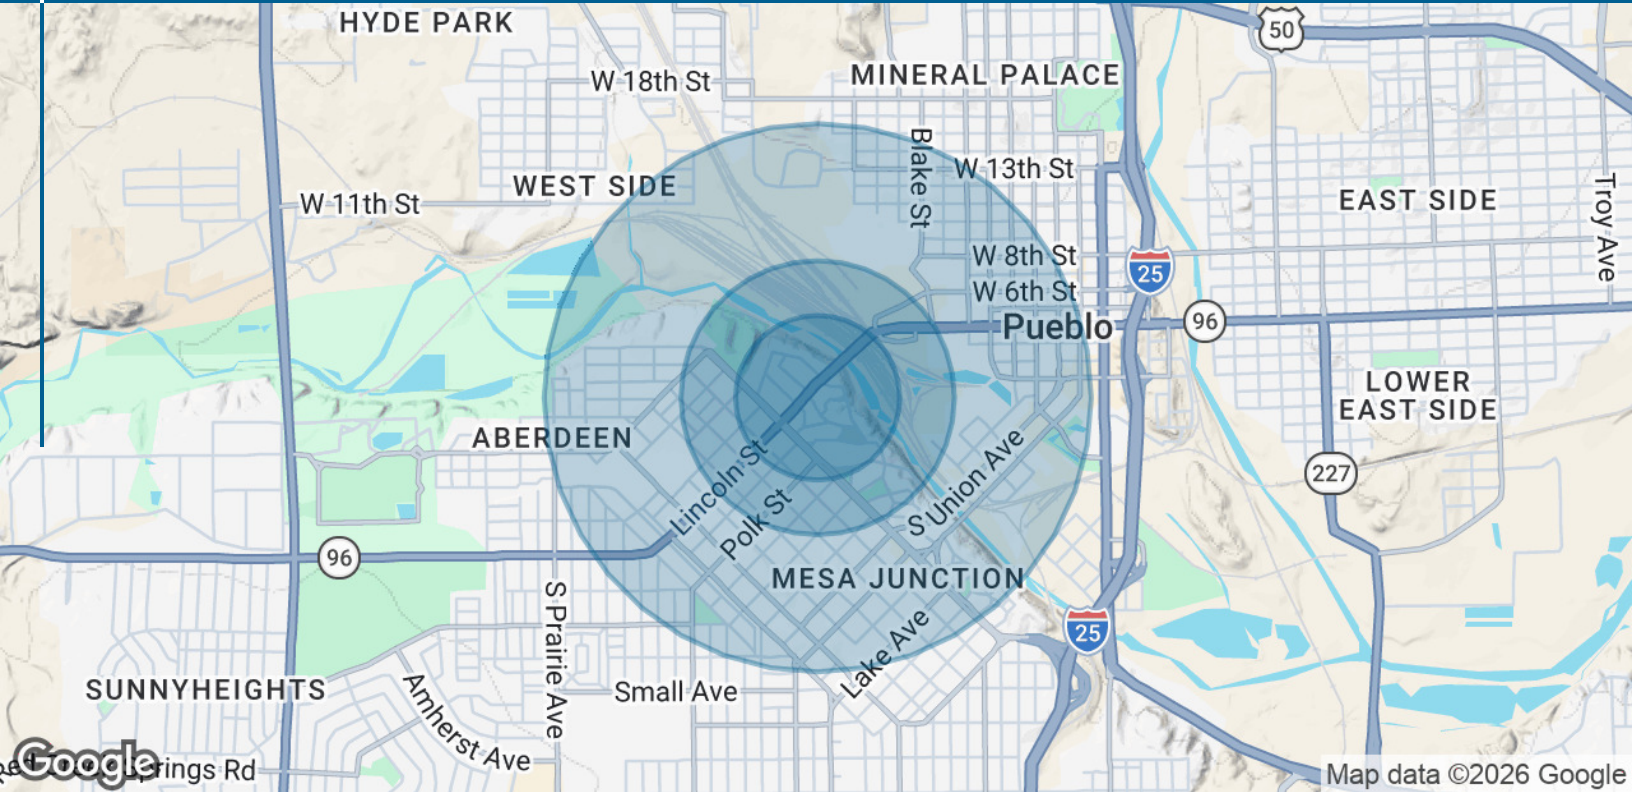 HYDE PARK
50
W 18th St
MINERAL PALACE
Blake St
W 13th St
WEST SIDE
W 11th St
EAST SIDE
Troy Ave
W 8th St
25
W 6th St
Pueblo
96
LOWER
EAST SIDE
ABERDEEN
Lincoln St
S Union Ave
227
Polk St
96
MESA JUNCTION
S Prairie Ave
25
Lake Ave
SUNNYHEIGHTS
Small Ave
Amherst Ave
Google
Springs Rd
Map data ©2026 Google